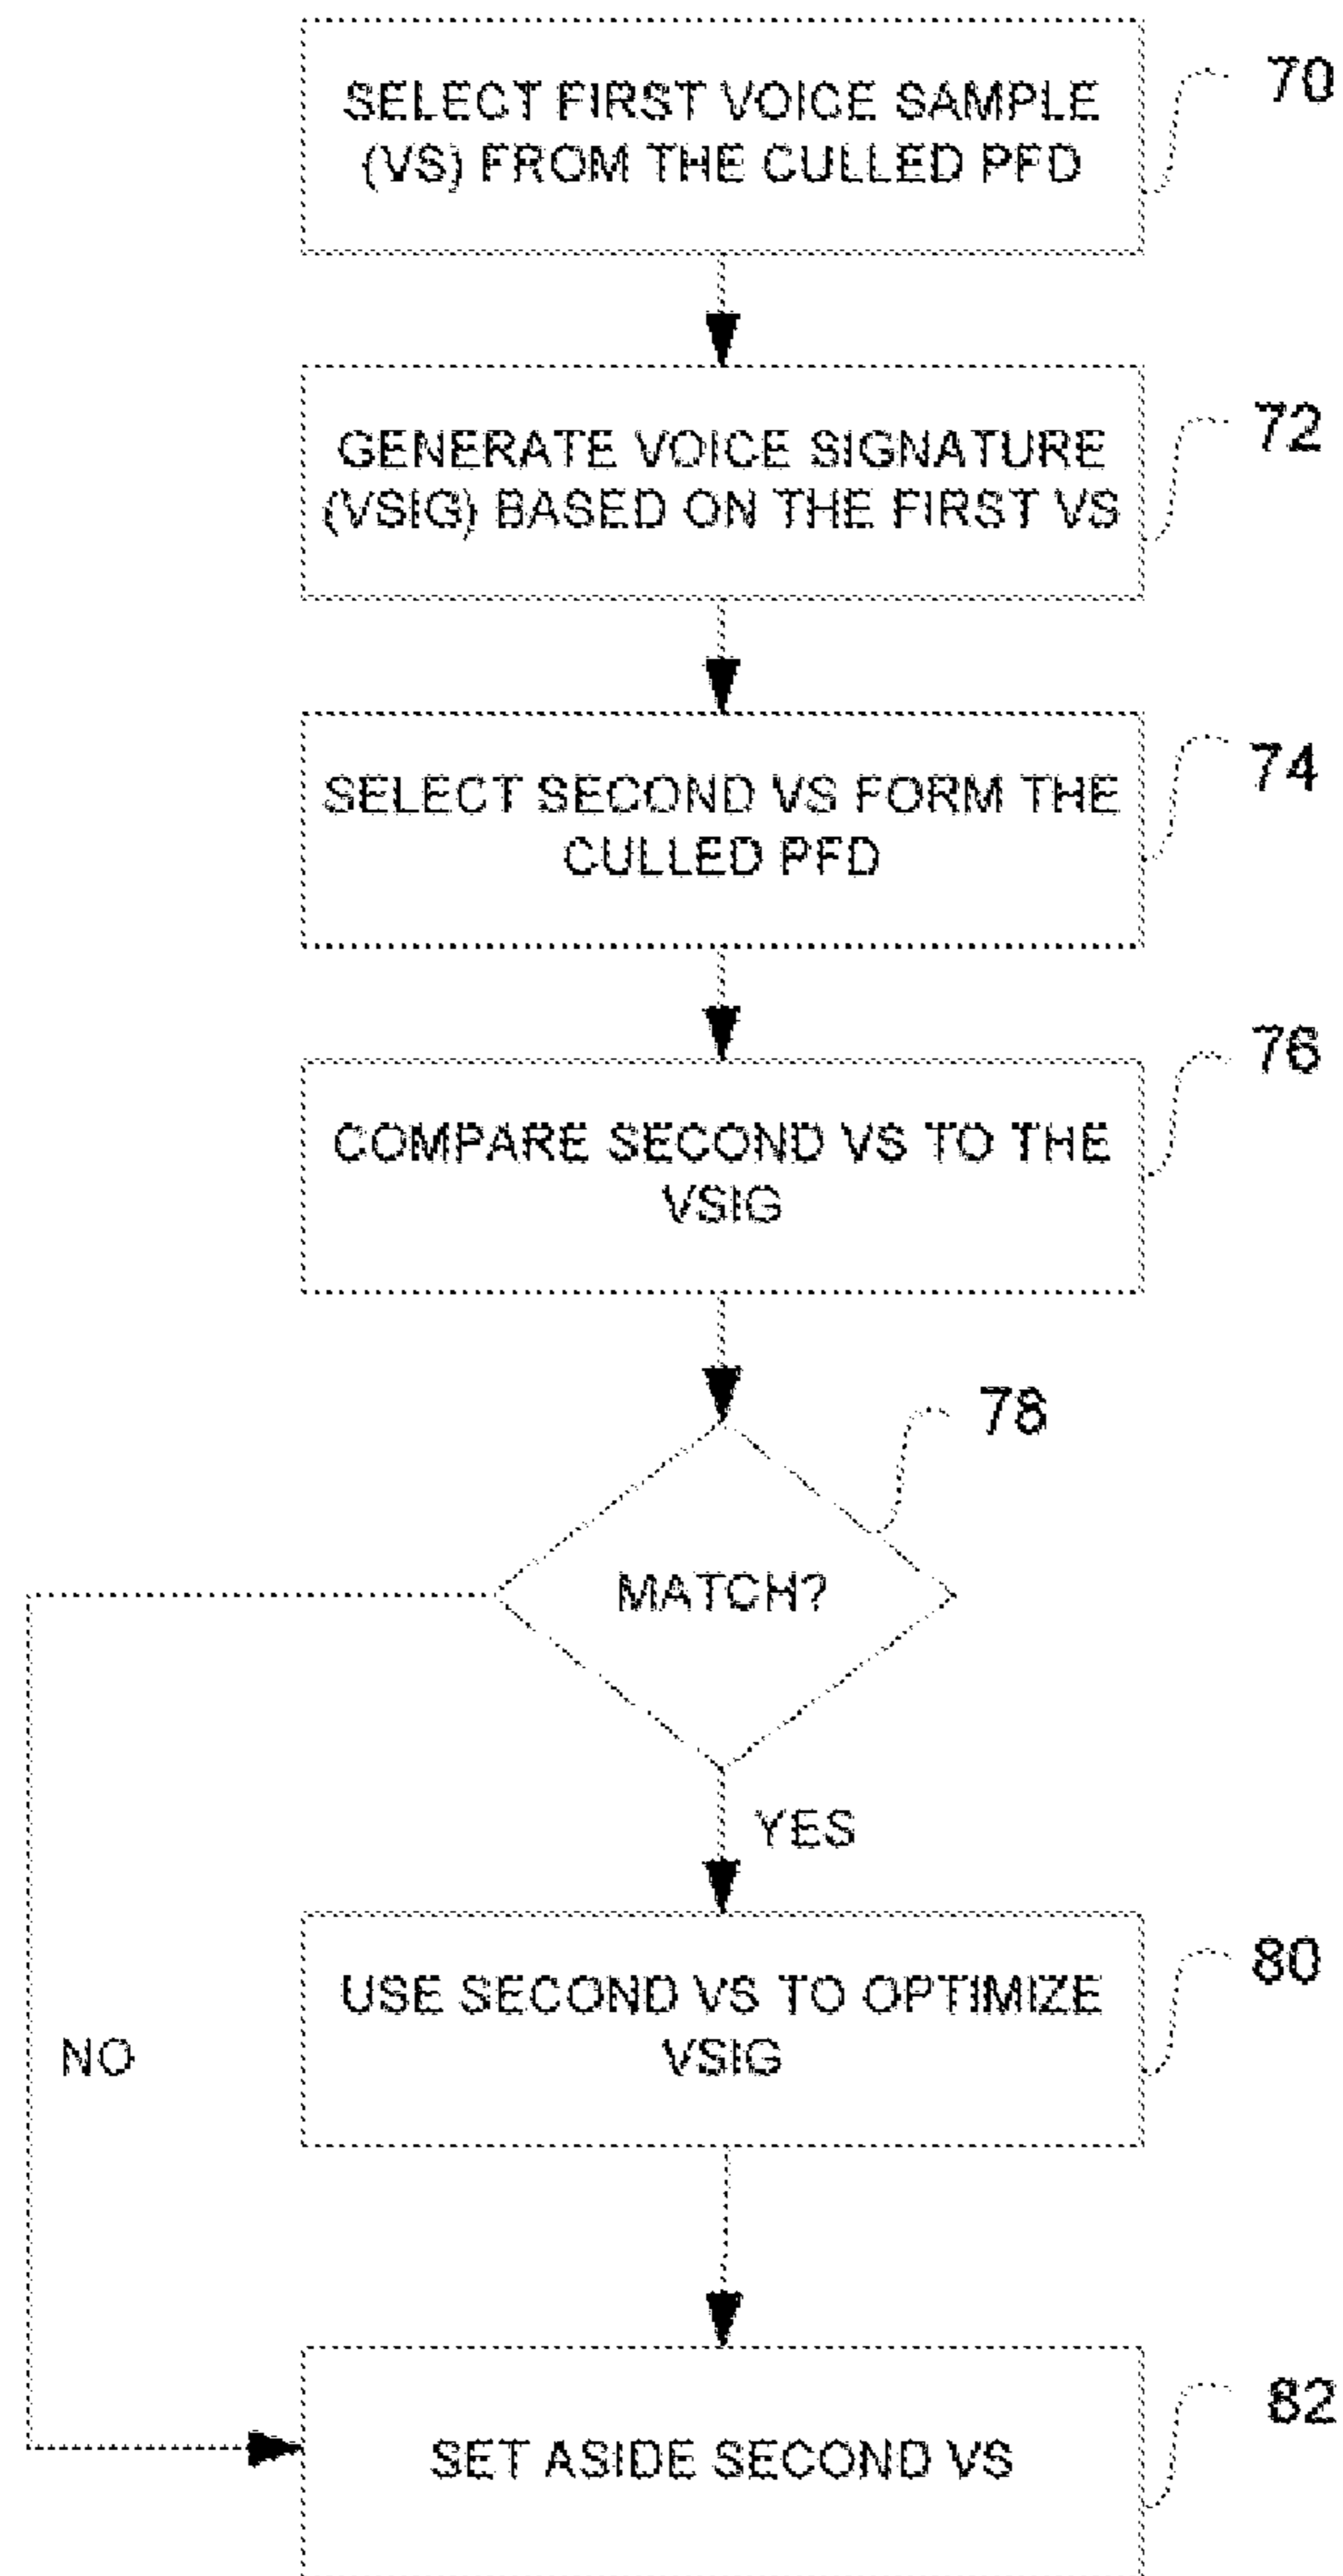 SELECT FIRST VOICE SAMPLE
(VS) FROM THE CULLED PFD
70
GENERATE VOICE SIGNATURE
(VSIG) BASED ON THE FIRST VS
72
SELECT SECOND VS FORM THE
CULLED PFD
74
COMPARE SECOND VS TO THE
VSIG
76
78
MATCH?
YES
USE SECOND VS TO OPTIMIZE
VSIG
80
NO
SET ASIDE SECOND VS
82